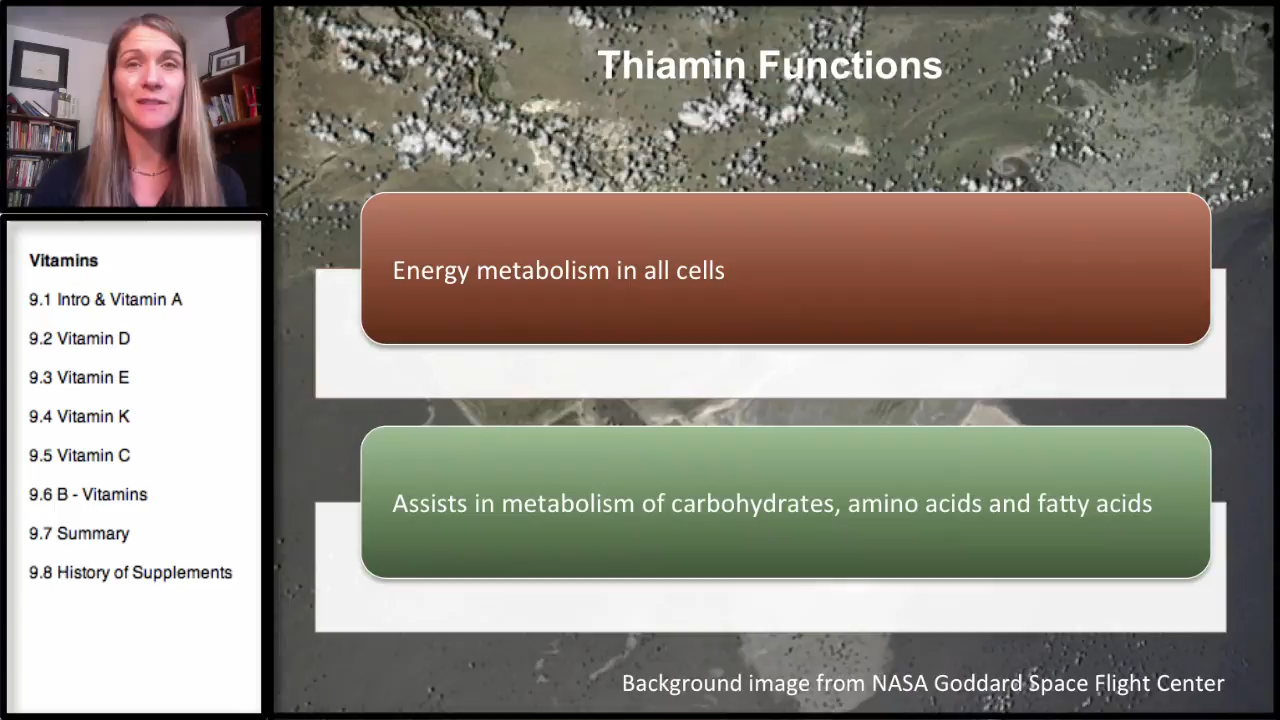 Thiamin Functions
Energy metabolism in all cells
Assists in metabolism of carbohydrates, amino acids and fatty acids
Background image from NASA Goddard Space Flight Center
Vitamins
9.1 Intro & Vitamin A
9.2 Vitamin D
9.3 Vitamin E
9.4 Vitamin K
9.5 Vitamin C
9.6 B - Vitamins
9.7 Summary
9.8 History of Supplements